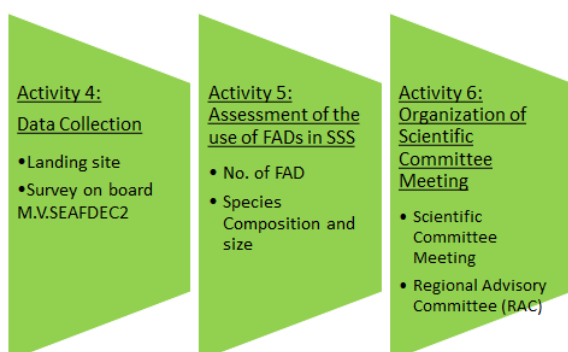 Activity 4:
Data Collection
•Landing site
•Survey on board
M.V.SEAFDEC2
Activity 5:
Assessment of the
use of FADs in SSS
• No. of FAD
• Species
Composition and
size
Activity 6:
Organization of
Scientific
Committee
Meeting
• Scientific
Committee
Meeting
• Regional Advisory
Committee (RAC)